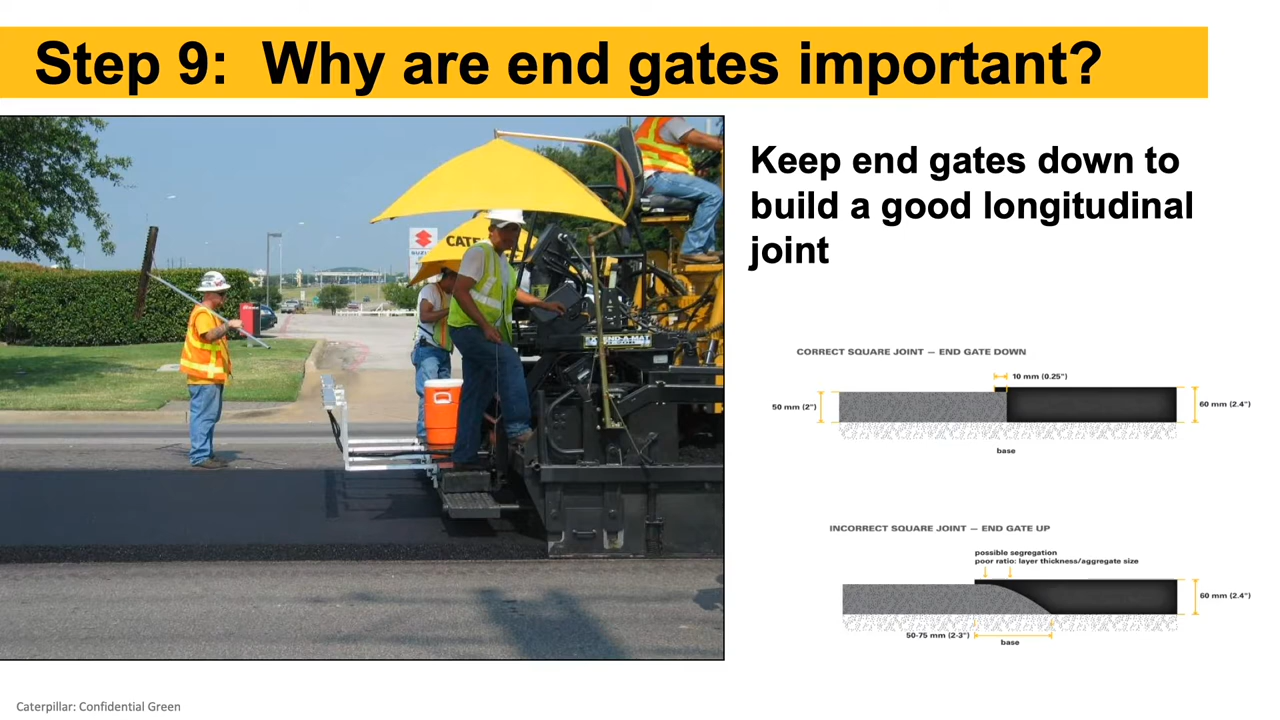 Step 9:  Why are end gates important?
Keep end gates down to
build a good longitudinal
joint
CATE
EXTEND-A-MAT
CORRECT SQUARE JOINT — END GATE DOWN
10 mm (0.25")
50 mm (2")
60 mm (2.4")
base
INCORRECT SQUARE JOINT — END GATE UP
possible segregation
poor ratio: layer thickness/aggregate size
60 mm (2.4")
50-75 mm (2-3")
base
Caterpillar: Confidential Green